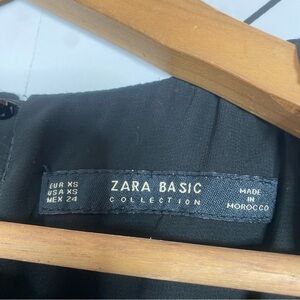 EUR XS
USA XS
MEX 24
ZARA BASIC
COLLECTION
MADE
IN
MOROCCO